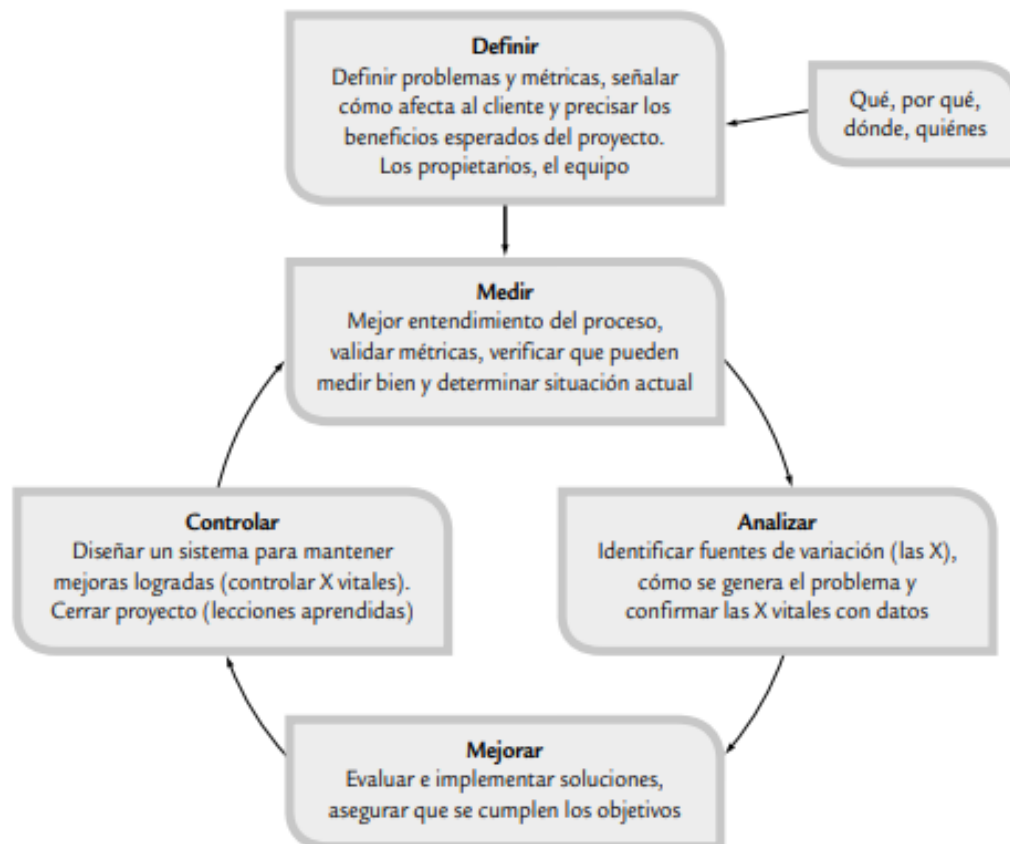 Definir
Definir problemas y métricas, señalar
cómo afecta al cliente y precisar los
beneficios esperados del proyecto.
Los propietarios, el equipo
Qué, por qué,
dónde, quiénes
Medir
Mejor entendimiento del proceso,
validar métricas, verificar que pueden
medir bien y determinar situación actual
Controlar
Diseñar un sistema para mantener
mejoras logradas (controlar X vitales).
Cerrar proyecto (lecciones aprendidas)
Analizar
Identificar fuentes de variación (las X),
cómo se genera el problema y
confirmar las X vitales con datos
Mejorar
Evaluar e implementar soluciones,
asegurar que se cumplen los objetivos